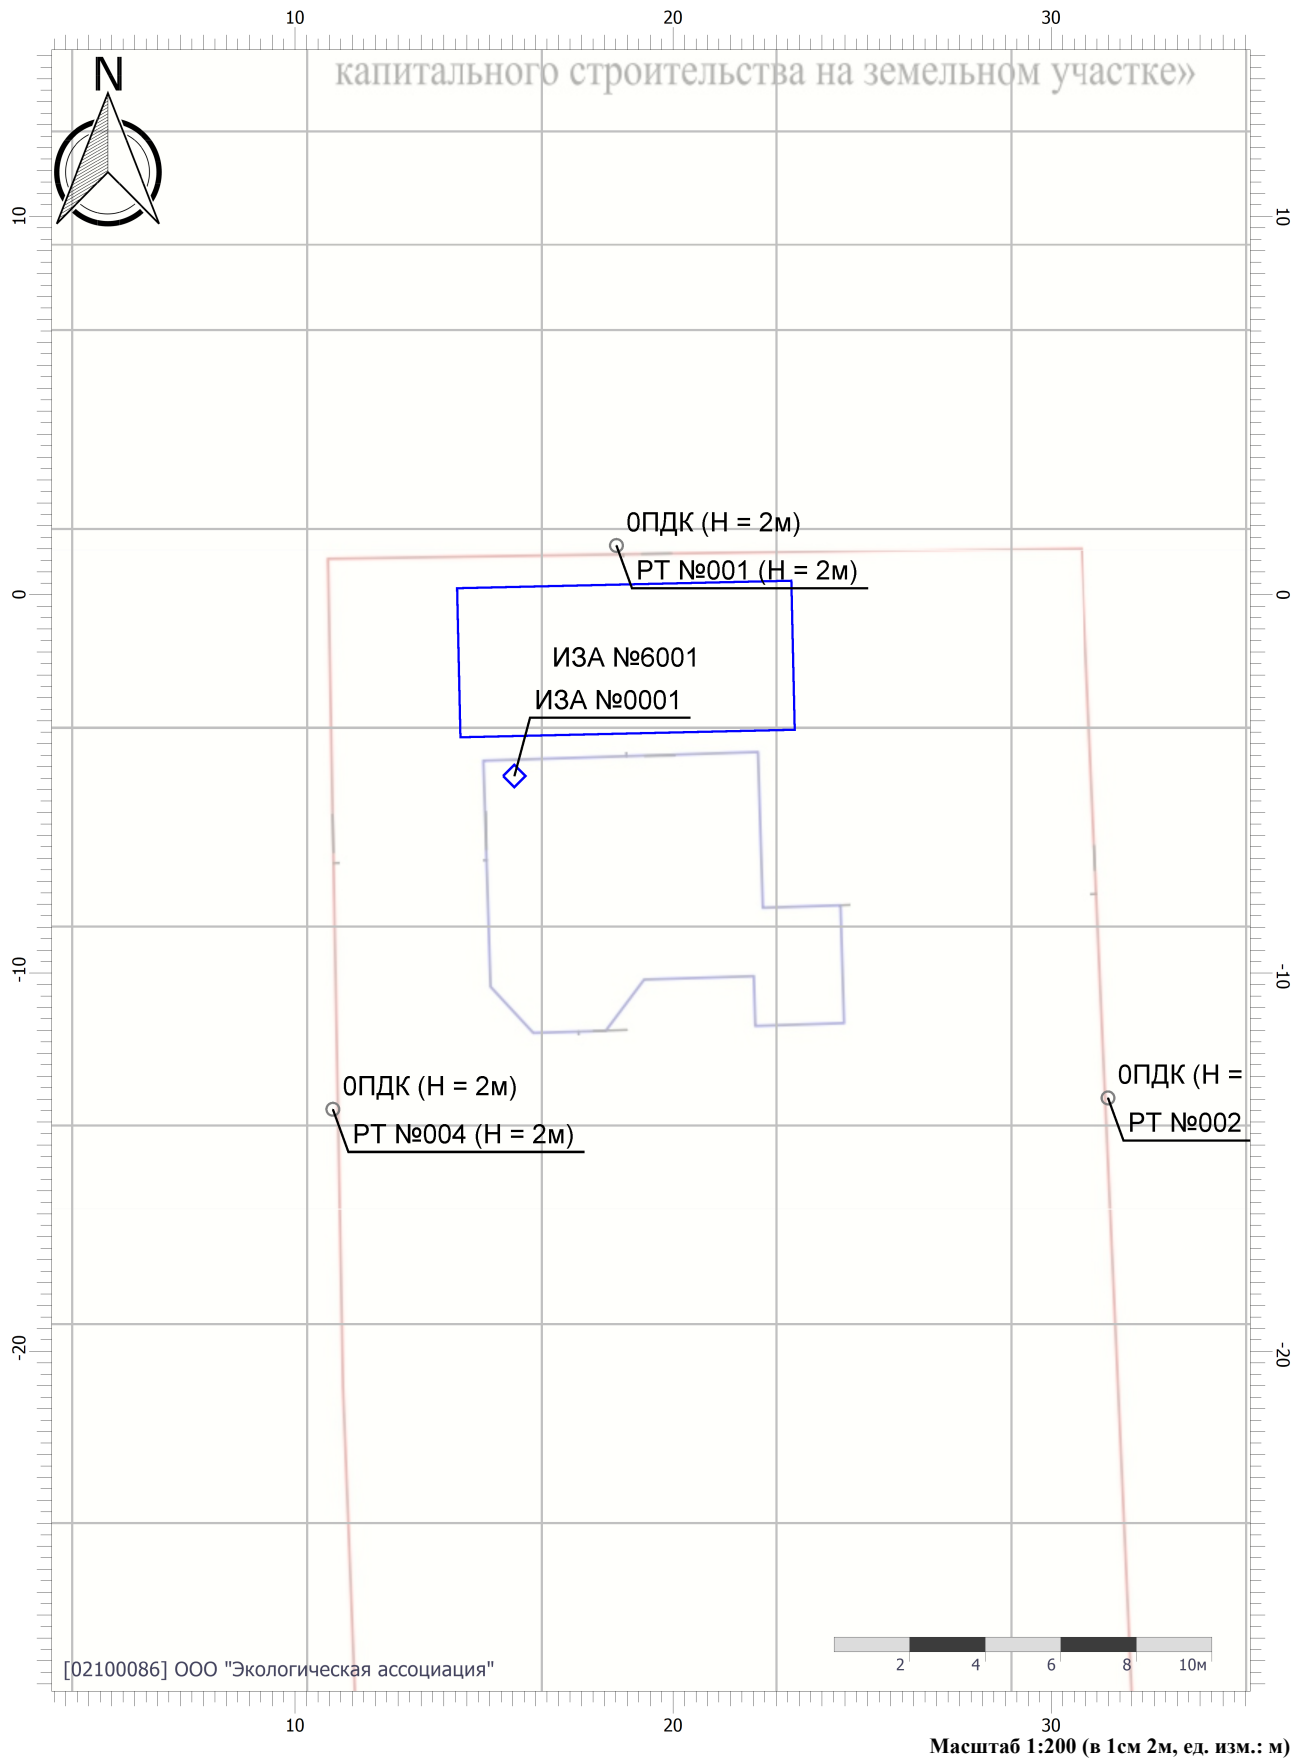 10 20 30
капитального строительства на земельном участке»
N
10 10
0ПДК (Н = 2м)
РТ №001 (Н = 2м)
0 0
ИЗА №6001
ИЗА №0001
-10 -10
0ПДК (Н = 2м)
0ПДК (Н =
РТ №004 (Н = 2м)
РТ №002
-20 -20
2 4 6 8 10м
[02100086] ООО "Экологическая ассоциация"
10 20 30
Масштаб 1:200 (в 1см 2м, ед. изм.: м)